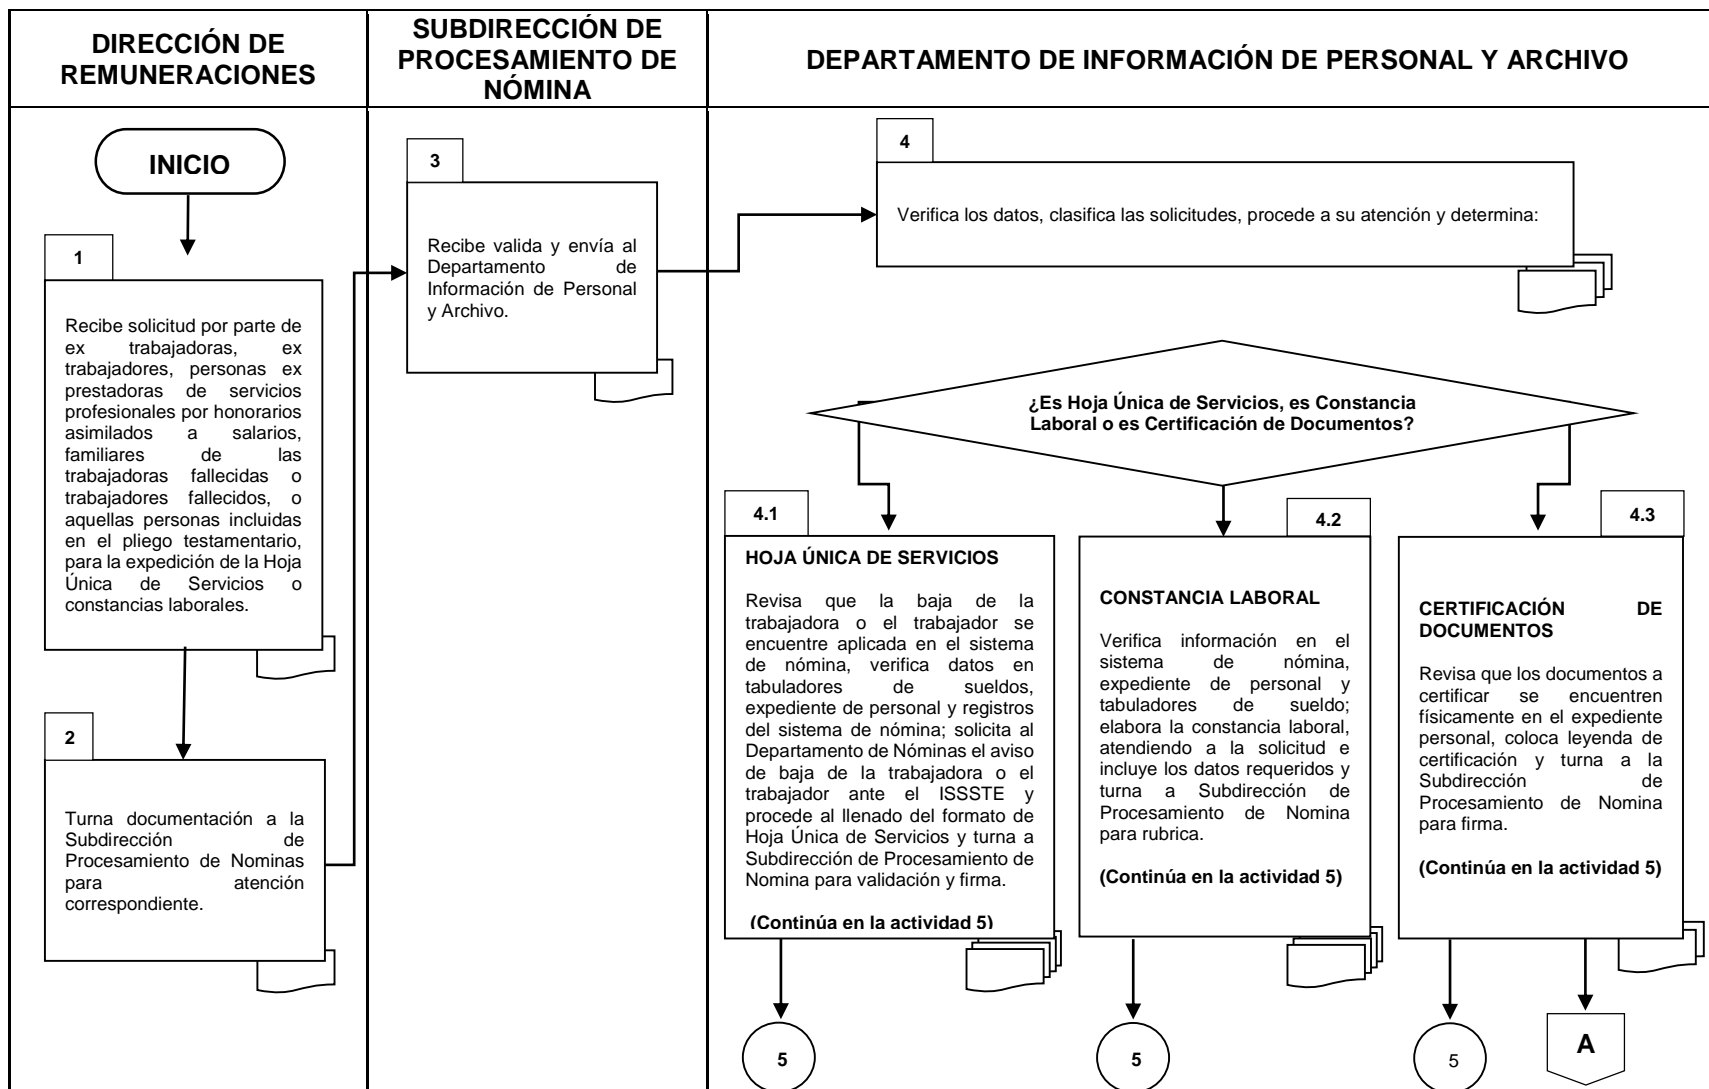 DIRECCIÓN DE
REMUNERACIONES
SUBDIRECCIÓN DE
PROCESAMIENTO DE
NÓMINA
DEPARTAMENTO DE INFORMACIÓN DE PERSONAL Y ARCHIVO
INICIO
1
Recibe solicitud por parte de
ex trabajadoras, ex
trabajadores, personas ex
prestadoras de servicios
profesionales por honorarios
asimilados a salarios,
familiares de las
trabajadoras fallecidas o
trabajadores fallecidos, o
aquellas personas incluidas
en el pliego testamentario,
para la expedición de la Hoja
Única de Servicios o
constancias laborales.
2
Turna documentación a la
Subdirección de
Procesamiento de Nominas
para atención
correspondiente.
3
Recibe valida y envía al
Departamento de
Información de Personal
y Archivo.
4
Verifica los datos, clasifica las solicitudes, procede a su atención y determina:
¿Es Hoja Única de Servicios, es Constancia
Laboral o es Certificación de Documentos?
4.1
HOJA ÚNICA DE SERVICIOS
Revisa que la baja de la
trabajadora o el trabajador se
encuentre aplicada en el sistema
de nómina, verifica datos en
tabuladores de sueldos,
expediente de personal y registros
del sistema de nómina; solicita al
Departamento de Nóminas el aviso
de baja de la trabajadora o el
trabajador ante el ISSSTE y
procede al llenado del formato de
Hoja Única de Servicios y turna a
Subdirección de Procesamiento de
Nomina para validación y firma.
(Continúa en la actividad 5)
4.2
CONSTANCIA LABORAL
Verifica información en el
sistema de nómina,
expediente de personal y
tabuladores de sueldo;
elabora la constancia laboral,
atendiendo a la solicitud e
incluye los datos requeridos y
turna a Subdirección de
Procesamiento de Nomina
para rubrica.
(Continúa en la actividad 5)
4.3
CERTIFICACIÓN DE
DOCUMENTOS
Revisa que los documentos a
certificar se encuentren
físicamente en el expediente
personal, coloca leyenda de
certificación y turna a la
Subdirección de
Procesamiento de Nomina
para firma.
(Continúa en la actividad 5)
5
5
5
A